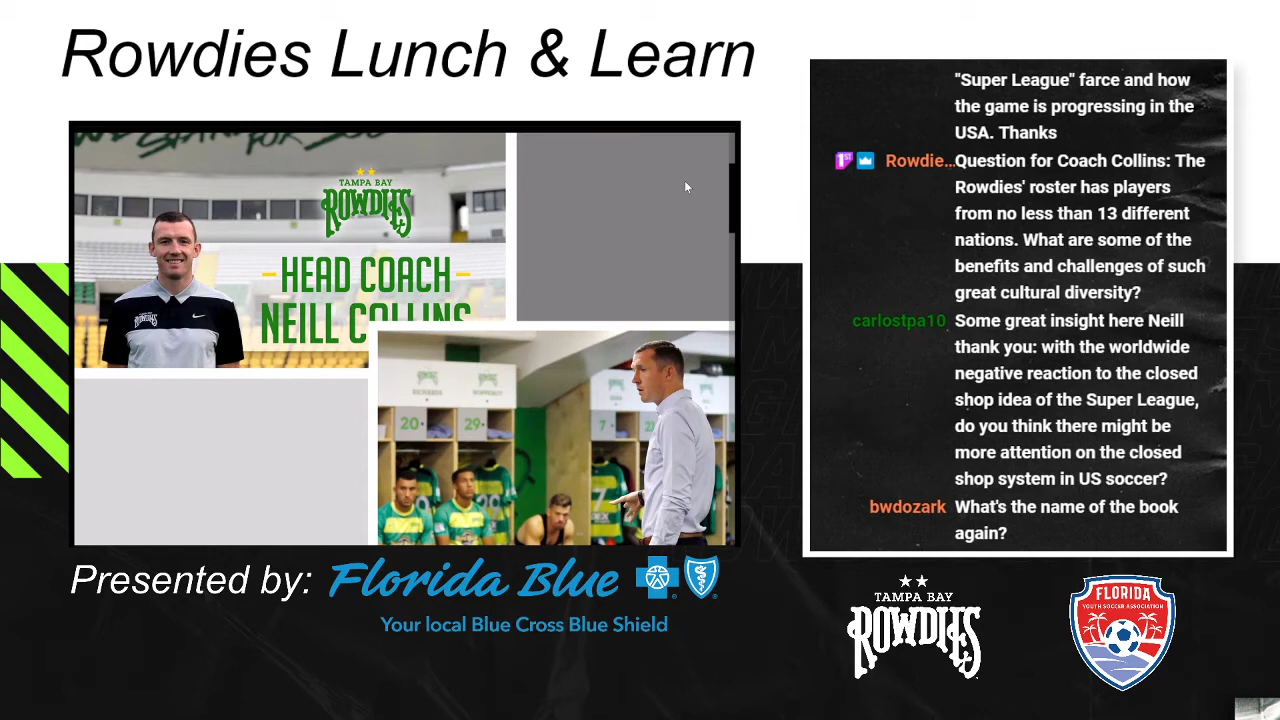 Rowdies Lunch & Learn
TAMPA BAY
ROWDIES
HEAD COACH
NEILL COLLINS
ROWDIES
20
29
7
7
"Super League" farce and how
the game is progressing in the
USA. Thanks
Rowdie... Question for Coach Collins: The
Rowdies' roster has players
from no less than 13 different
nations. What are some of the
benefits and challenges of such
great cultural diversity?
carlostpa10 Some great insight here Neill
thank you: with the worldwide
negative reaction to the closed
shop idea of the Super League,
do you think there might be
more attention on the closed
shop system in US soccer?
bwdozark What's the name of the book
again?
Presented by: Florida Blue
Your local Blue Cross Blue Shield
TAMPA BAY
ROWDIES
FLORIDA
YOUTH SOCCER ASSOCIATION